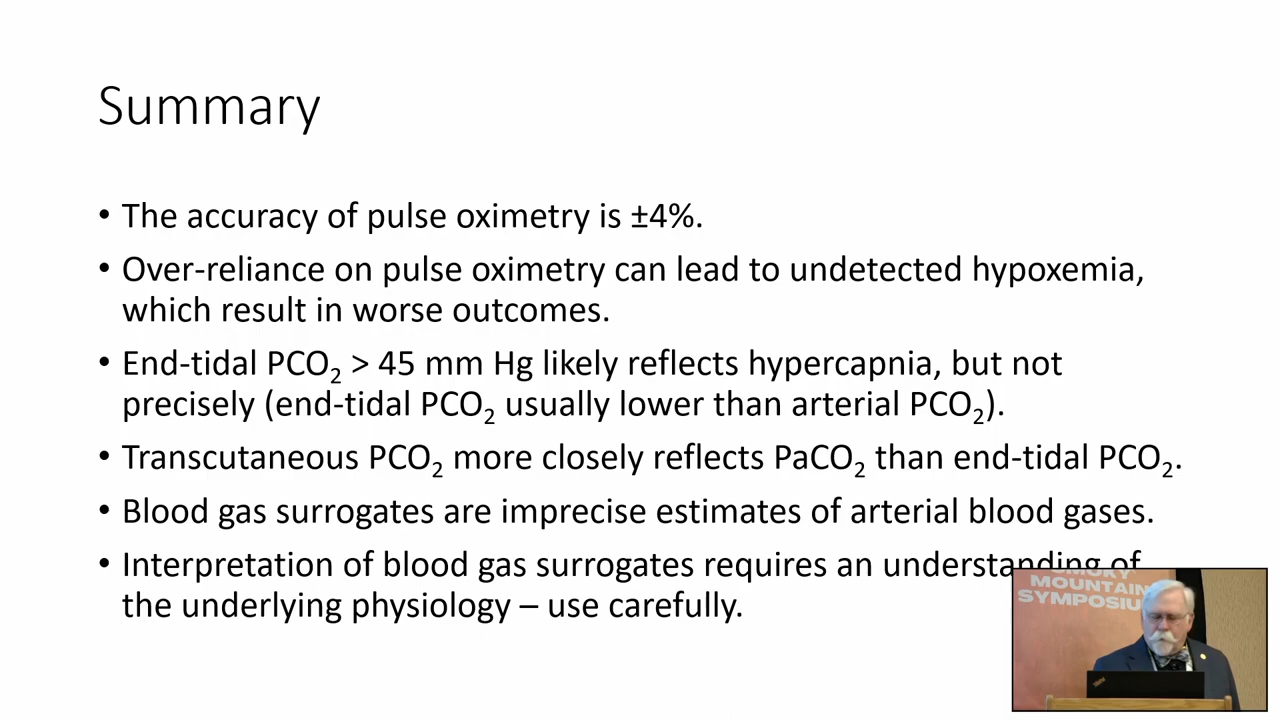 Summary
• The accuracy of pulse oximetry is ±4%.
• Over-reliance on pulse oximetry can lead to undetected hypoxemia,
which result in worse outcomes.
• End-tidal PCO₂ > 45 mm Hg likely reflects hypercapnia, but not
precisely (end-tidal PCO₂ usually lower than arterial PCO₂).
• Transcutaneous PCO₂ more closely reflects PaCO₂ than end-tidal PCO₂.
• Blood gas surrogates are imprecise estimates of arterial blood gases.
• Interpretation of blood gas surrogates requires an understanding of
the underlying physiology – use carefully.
SMOKY
MOUNTAIN
SYMPOSIU